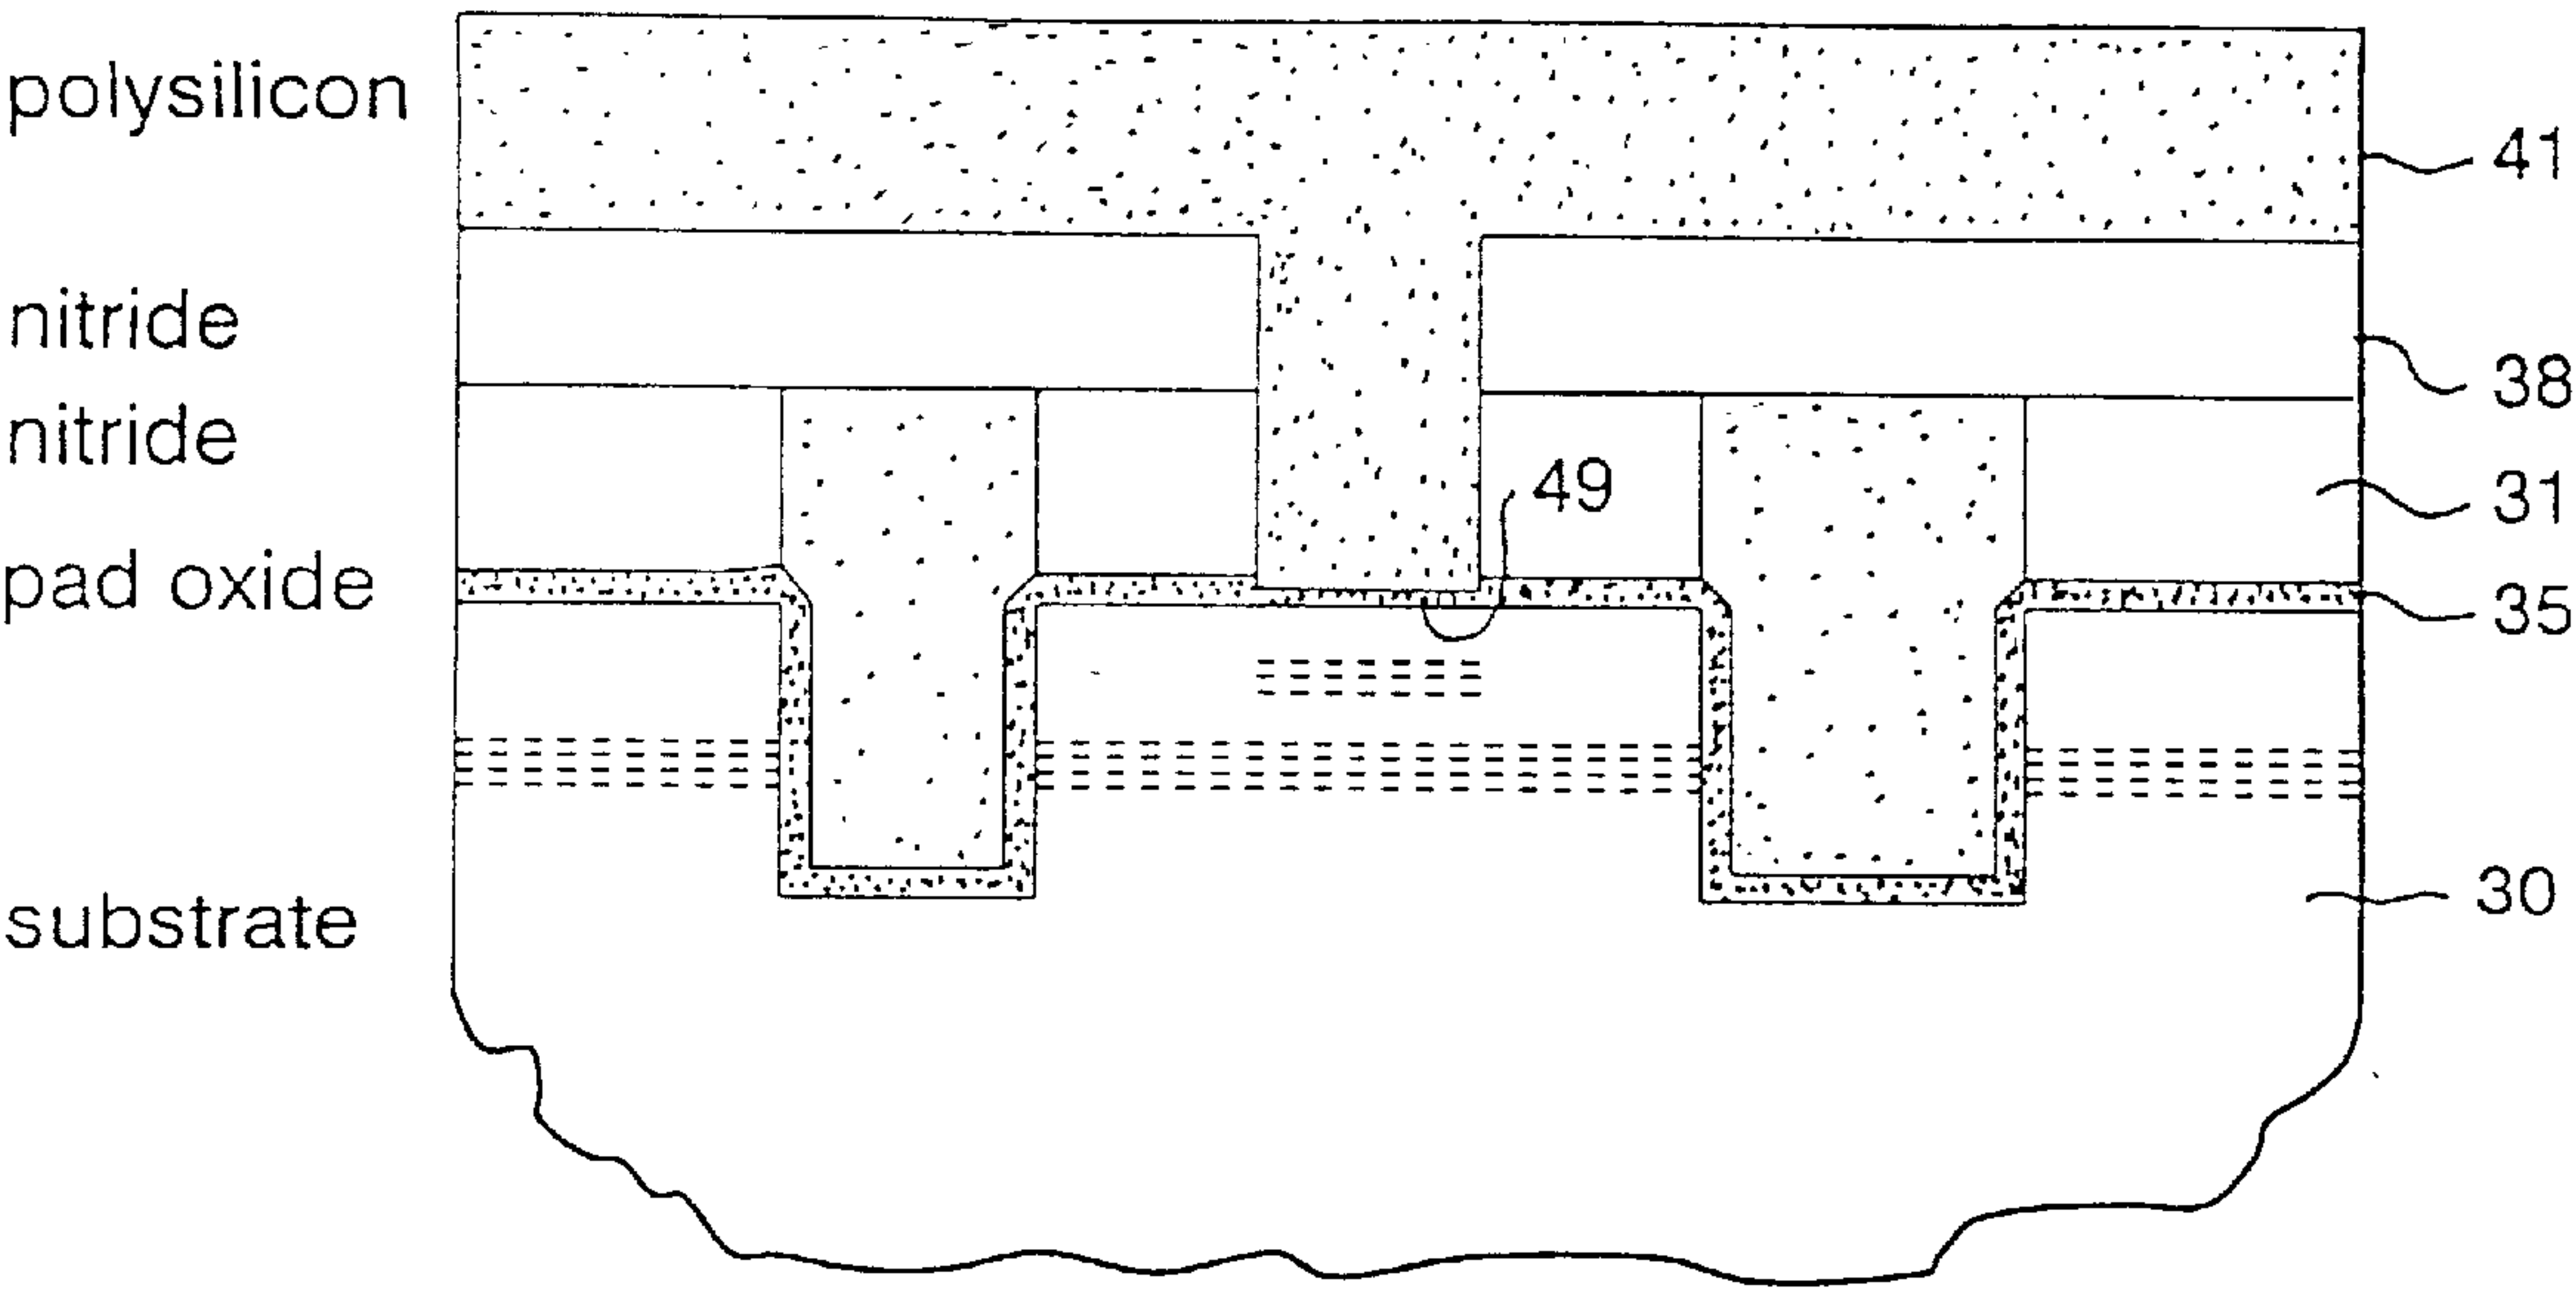 polysilicon
41
nitride
38
nitride
49
31
pad oxide
35
substrate
30